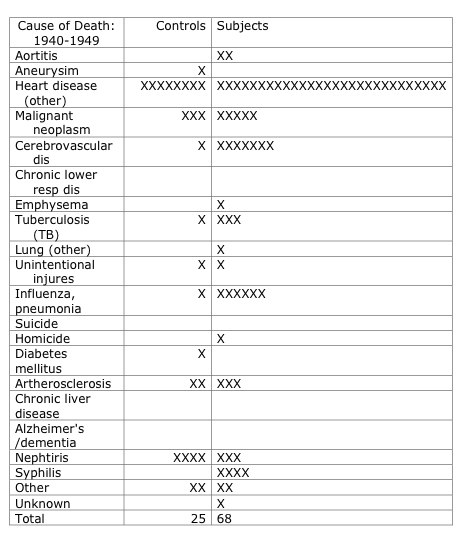 Cause of Death: Controls Subjects
1940-1949
Aortitis XX
Aneurysim X
Heart disease XXXXXXXX XXXXXXXXXXXXXXXXXXXXXXXXXXXX
(other)
Malignant XXX XXXXX
neoplasm
Cerebrovascular X XXXXXXX
dis
Chronic lower
resp dis
Emphysema X
Tuberculosis X XXX
(TB)
Lung (other) X
Unintentional X X
injures
Influenza, X XXXXXX
pneumonia
Suicide
Homicide X
Diabetes X
mellitus
Artherosclerosis XX XXX
Chronic liver
disease
Alzheimer's
/dementia
Nephtiris XXXX XXX
Syphilis XXXX
Other XX XX
Unknown X
Total 25 68